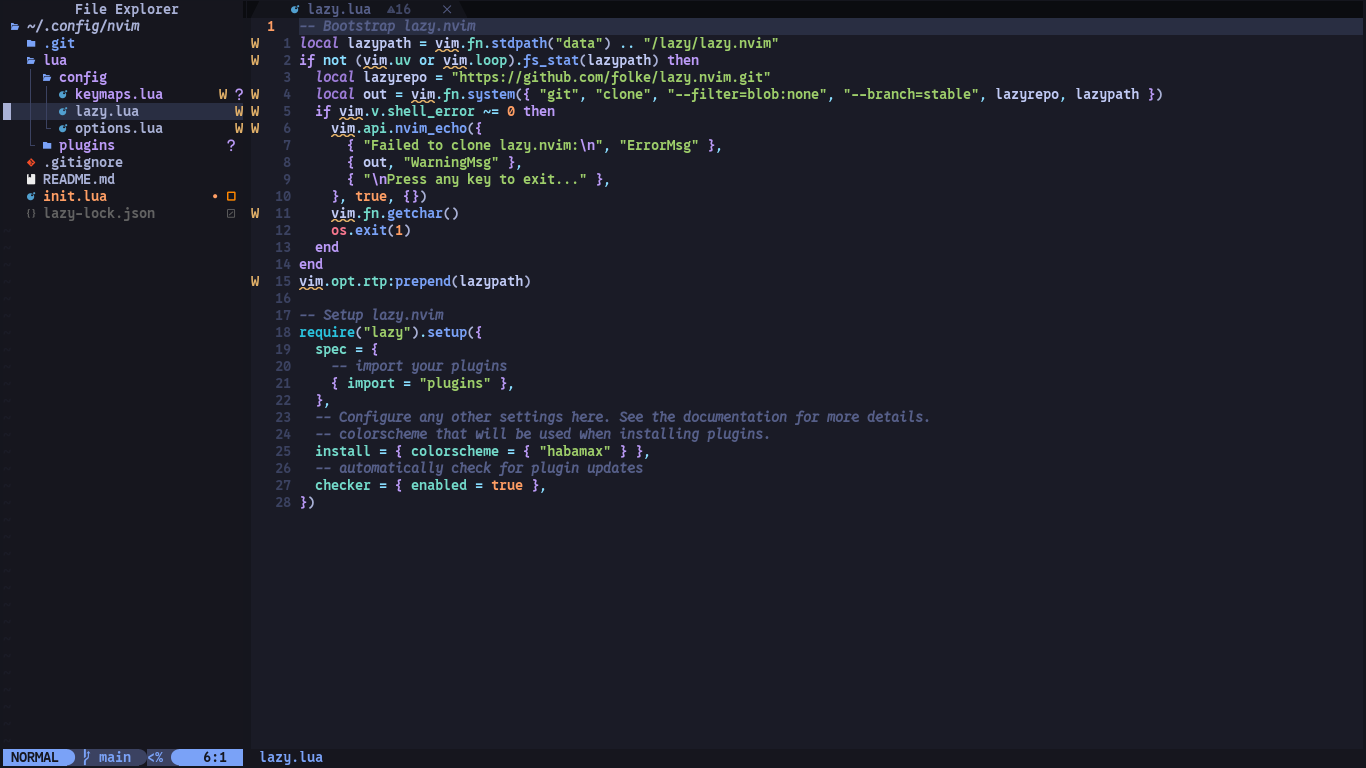 File Explorer
~/.config/nvim
.git
lua
config
keymaps.lua W ?
lazy.lua W
options.lua W
plugins ?
.gitignore
README.md
init.lua
lazy-lock.json
NORMAL main <% 6:1
lazy.lua 16
1 -- Bootstrap lazy.nvim
W 1 local lazypath = vim.fn.stdpath("data") .. "/lazy/lazy.nvim"
W 2 if not (vim.uv or vim.loop).fs_stat(lazypath) then
3 local lazyrepo = "https://github.com/folke/lazy.nvim.git"
W 4 local out = vim.fn.system({ "git", "clone", "--filter=blob:none", "--branch=stable", lazyrepo, lazypath })
W 5 if vim.v.shell_error ~= 0 then
W 6 vim.api.nvim_echo({
7 { "Failed to clone lazy.nvim:\n", "ErrorMsg" },
8 { out, "WarningMsg" },
9 { "\nPress any key to exit..." },
10 }, true, {})
W 11 vim.fn.getchar()
12 os.exit(1)
13 end
14 end
W 15 vim.opt.rtp:prepend(lazypath)
16
17 -- Setup lazy.nvim
18 require("lazy").setup({
19 spec = {
20 -- import your plugins
21 { import = "plugins" },
22 },
23 -- Configure any other settings here. See the documentation for more details.
24 -- colorscheme that will be used when installing plugins.
25 install = { colorscheme = { "habamax" } },
26 -- automatically check for plugin updates
27 checker = { enabled = true },
28 })
lazy.lua